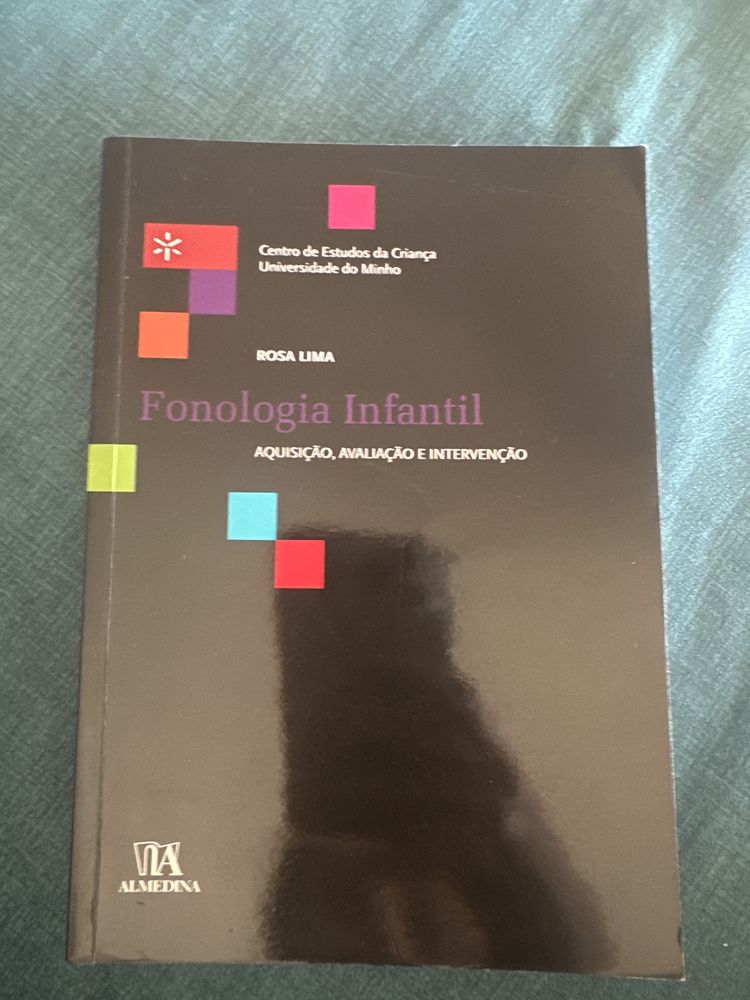 Centro de Estudos da Criança
Universidade do Minho
ROSA LIMA
Fonologia Infantil
AQUISIÇÃO, AVALIAÇÃO E INTERVENÇÃO
ALMEDINA